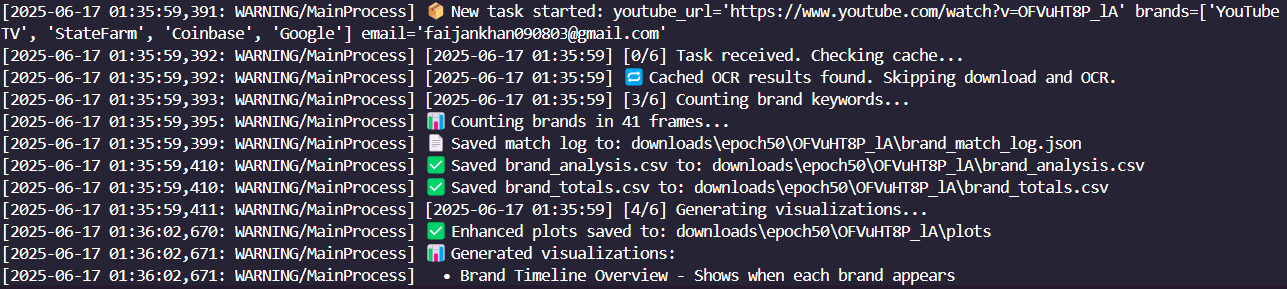 [2025-06-17 01:35:59,391: WARNING/MainProcess] 📦 New task started: youtube_url='https://www.youtube.com/watch?v=OFVuHT8P_lA' brands=['YouTube
TV', 'StateFarm', 'Coinbase', 'Google'] email='faijankhan090803@gmail.com'
[2025-06-17 01:35:59,392: WARNING/MainProcess] [2025-06-17 01:35:59] [0/6] Task received. Checking cache...
[2025-06-17 01:35:59,392: WARNING/MainProcess] [2025-06-17 01:35:59] 🔁 Cached OCR results found. Skipping download and OCR.
[2025-06-17 01:35:59,393: WARNING/MainProcess] [2025-06-17 01:35:59] [3/6] Counting brand keywords...
[2025-06-17 01:35:59,395: WARNING/MainProcess] 📊 Counting brands in 41 frames...
[2025-06-17 01:35:59,399: WARNING/MainProcess] 📄 Saved match log to: downloads\epoch50\OFVuHT8P_lA\brand_match_log.json
[2025-06-17 01:35:59,410: WARNING/MainProcess] ✅ Saved brand_analysis.csv to: downloads\epoch50\OFVuHT8P_lA\brand_analysis.csv
[2025-06-17 01:35:59,410: WARNING/MainProcess] ✅ Saved brand_totals.csv to: downloads\epoch50\OFVuHT8P_lA\brand_totals.csv
[2025-06-17 01:35:59,411: WARNING/MainProcess] [2025-06-17 01:35:59] [4/6] Generating visualizations...
[2025-06-17 01:36:02,670: WARNING/MainProcess] ✅ Enhanced plots saved to: downloads\epoch50\OFVuHT8P_lA\plots
[2025-06-17 01:36:02,671: WARNING/MainProcess] 📊 Generated visualizations:
[2025-06-17 01:36:02,671: WARNING/MainProcess]   • Brand Timeline Overview - Shows when each brand appears